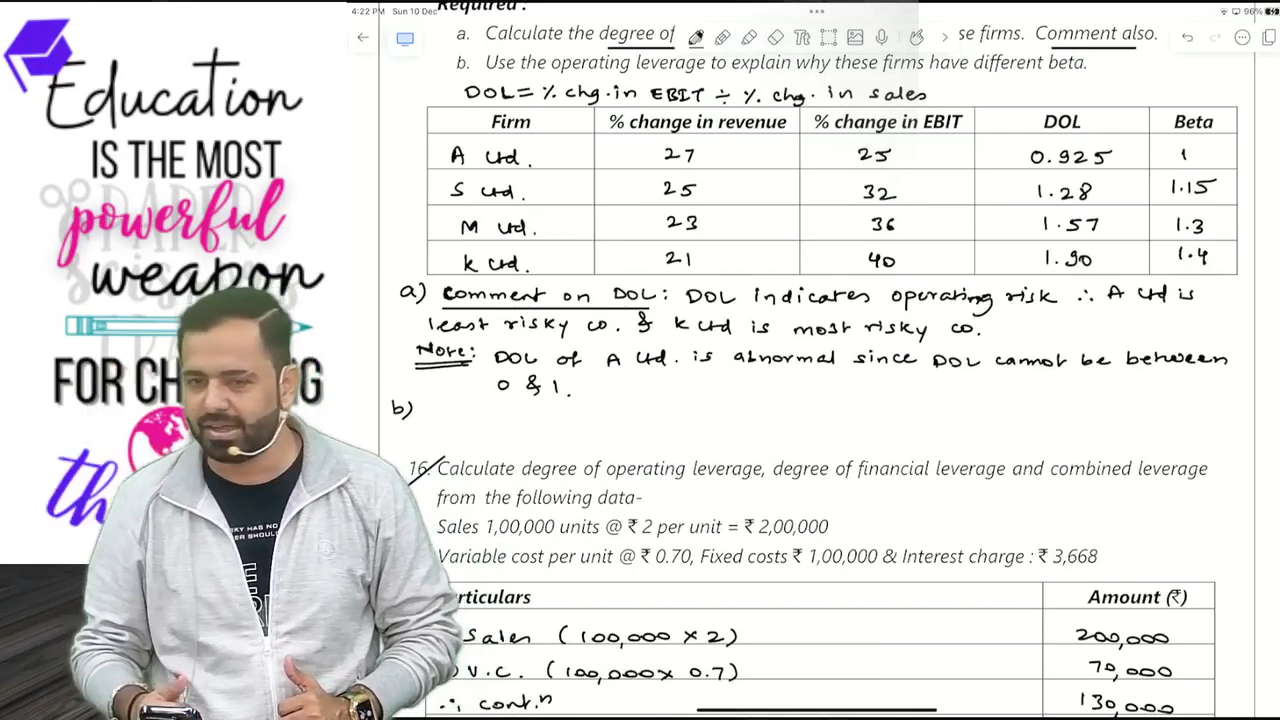 4:22 PM Sun 10 Dec
96%
Required :
a. Calculate the degree of
se firms. Comment also.
b. Use the operating leverage to explain why these firms have different beta.
DOL = % chg. in EBIT ÷ % chg. in sales
Firm % change in revenue % change in EBIT DOL Beta
A Ltd. 27 25 0.925 1
S Ltd. 25 32 1.28 1.15
M Ltd. 23 36 1.57 1.3
K Ltd. 21 40 1.90 1.4
a) Comment on DOL: DOL indicates operating risk ∴ A Ltd is
least risky co. & K Ltd is most risky co.
Note: DOL of A Ltd. is abnormal since DOL cannot be between
0 & 1.
b)
16. Calculate degree of operating leverage, degree of financial leverage and combined leverage
from the following data-
Sales 1,00,000 units @ ₹ 2 per unit = ₹ 2,00,000
Variable cost per unit @ ₹ 0.70, Fixed costs ₹ 1,00,000 & Interest charge : ₹ 3,668
rticulars Amount (₹)
Sales (100,000 × 2) 200,000
V.C. (100,000 × 0.7) 70,000
∴ cont.n 130,000
Education
IS THE MOST
powerful
weapon
FOR CH NG
th